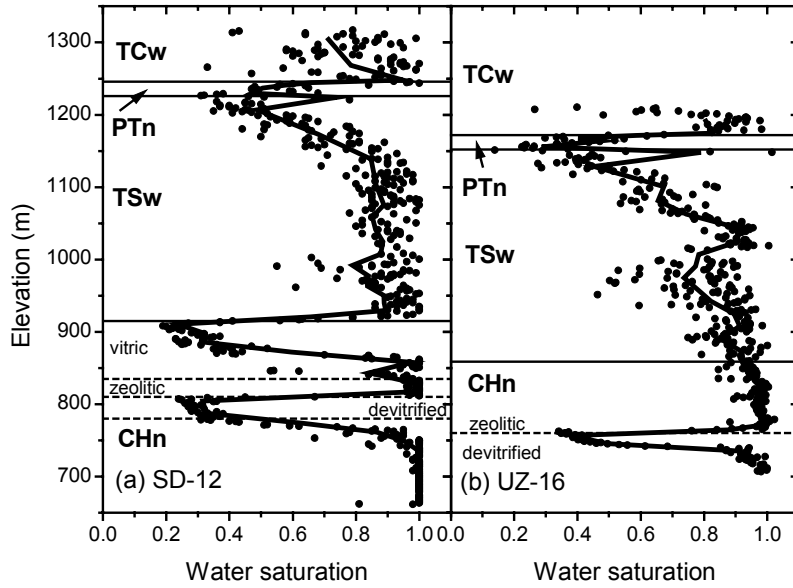 1300
1200
1100
1000
900
800
700
Elevation (m)
TCw
PTn
TSw
vitric
zeolitic
devitrified
CHn
(a) SD-12
0.0 0.2 0.4 0.6 0.8 1.0
Water saturation
TCw
PTn
TSw
CHn
zeolitic
devitrified
(b) UZ-16
0.0 0.2 0.4 0.6 0.8 1.0
Water saturation